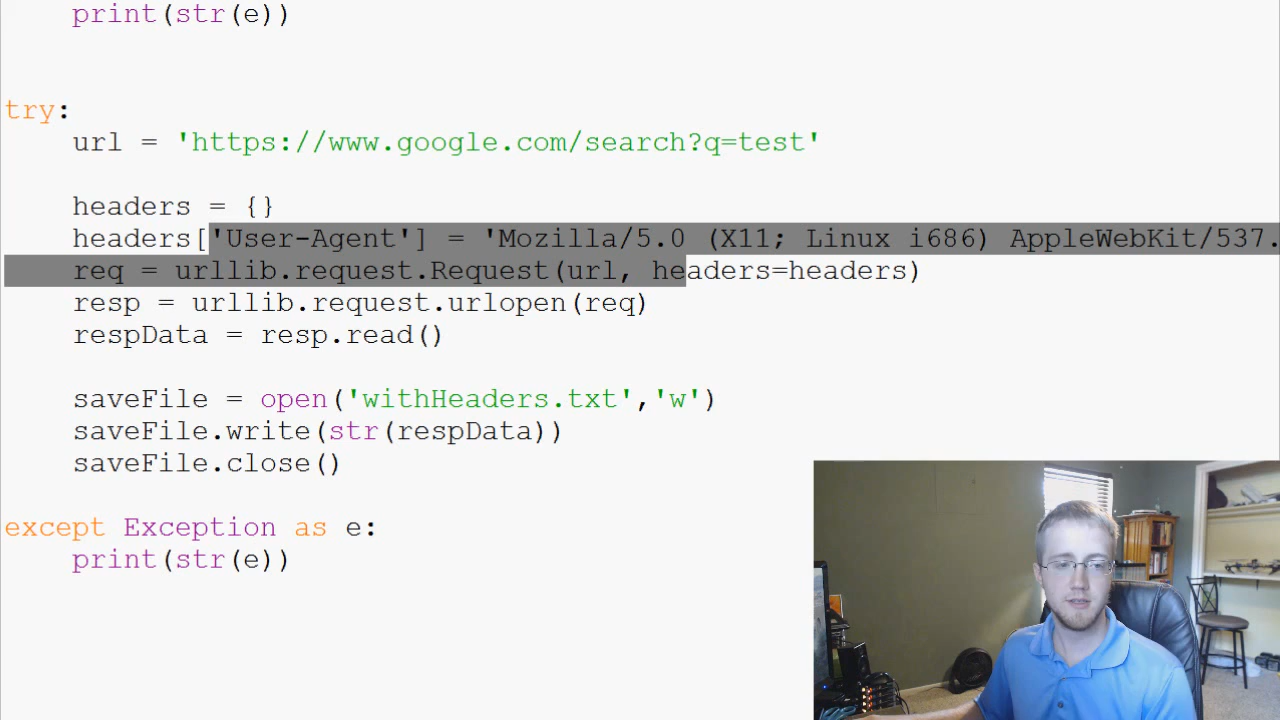 print(str(e))
try:
url = 'https://www.google.com/search?q=test'
headers = {}
headers['User-Agent'] = 'Mozilla/5.0 (X11; Linux i686) AppleWebKit/537.
req = urllib.request.Request(url, headers=headers)
resp = urllib.request.urlopen(req)
respData = resp.read()
saveFile = open('withHeaders.txt','w')
saveFile.write(str(respData))
saveFile.close()
except Exception as e:
print(str(e))